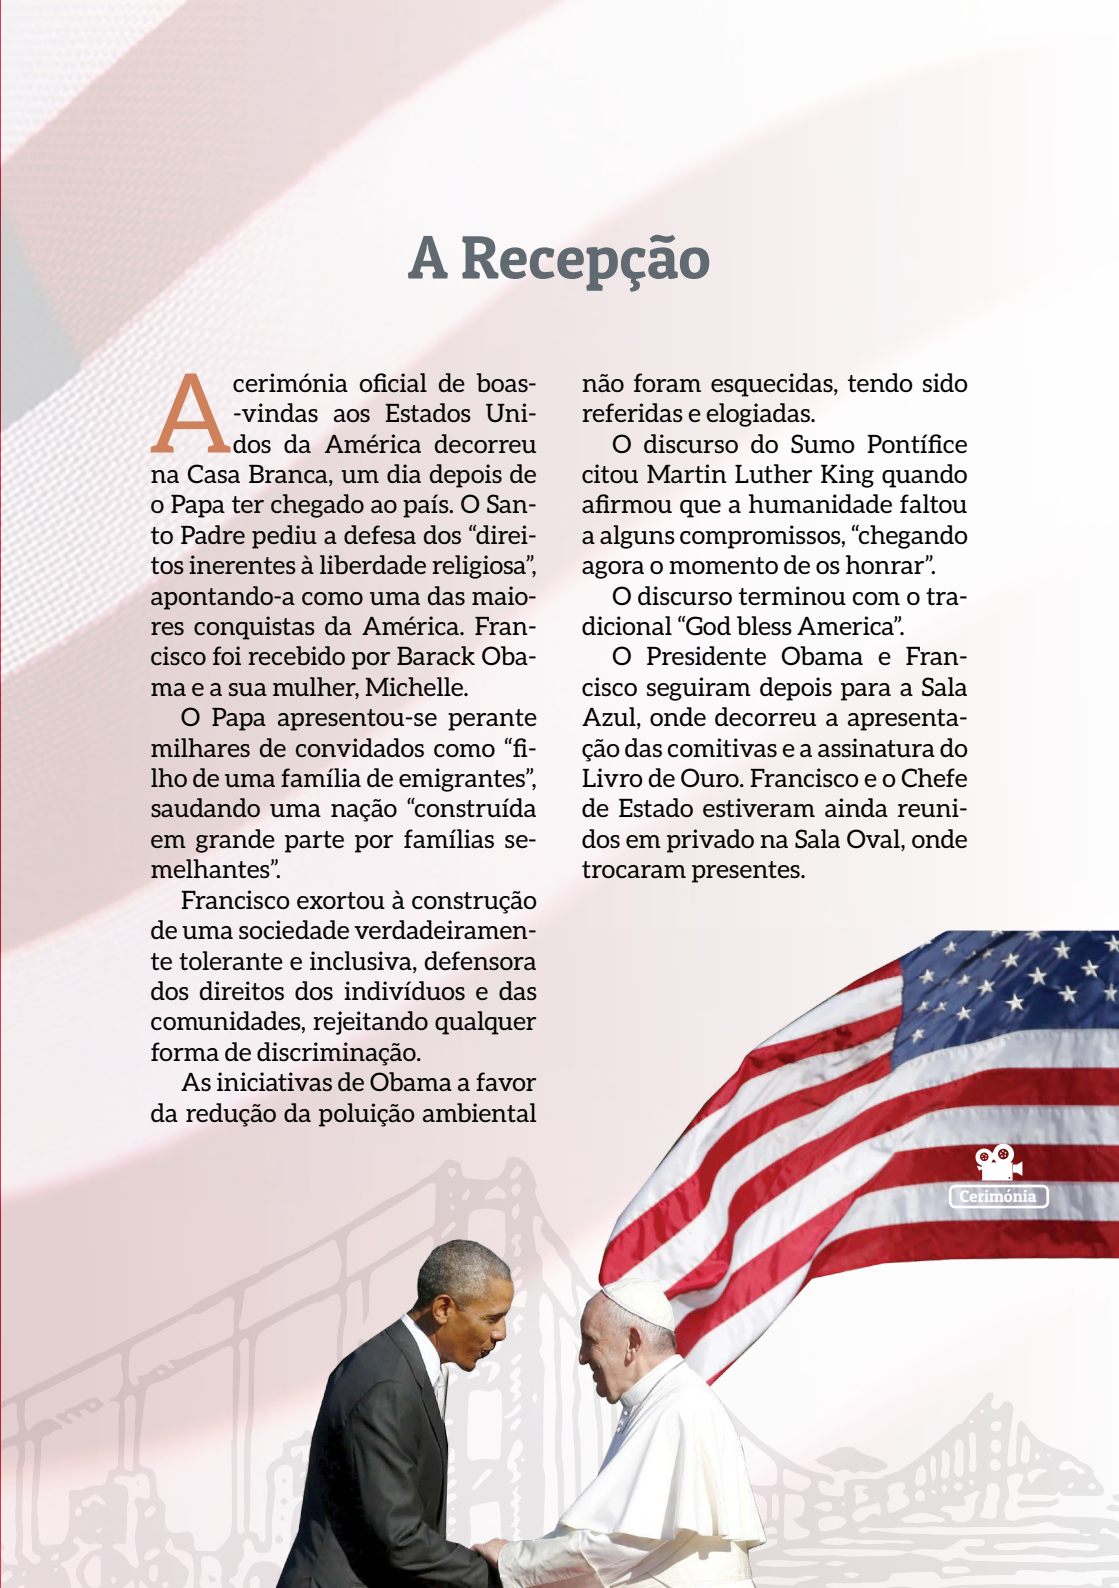 A Recepção
A cerimónia oficial de boas-
-vindas aos Estados Uni-
dos da América decorreu
na Casa Branca, um dia depois de
o Papa ter chegado ao país. O San-
to Padre pediu a defesa dos “direi-
tos inerentes à liberdade religiosa”,
apontando-a como uma das maio-
res conquistas da América. Fran-
cisco foi recebido por Barack Oba-
ma e a sua mulher, Michelle.
O Papa apresentou-se perante
milhares de convidados como “fi-
lho de uma família de emigrantes”,
saudando uma nação “construída
em grande parte por famílias se-
melhantes”.
Francisco exortou à construção
de uma sociedade verdadeiramen-
te tolerante e inclusiva, defensora
dos direitos dos indivíduos e das
comunidades, rejeitando qualquer
forma de discriminação.
As iniciativas de Obama a favor
da redução da poluição ambiental
não foram esquecidas, tendo sido
referidas e elogiadas.
O discurso do Sumo Pontífice
citou Martin Luther King quando
afirmou que a humanidade faltou
a alguns compromissos, “chegando
agora o momento de os honrar”.
O discurso terminou com o tra-
dicional “God bless America”.
O Presidente Obama e Fran-
cisco seguiram depois para a Sala
Azul, onde decorreu a apresenta-
ção das comitivas e a assinatura do
Livro de Ouro. Francisco e o Chefe
de Estado estiveram ainda reuni-
dos em privado na Sala Oval, onde
trocaram presentes.
Cerimónia